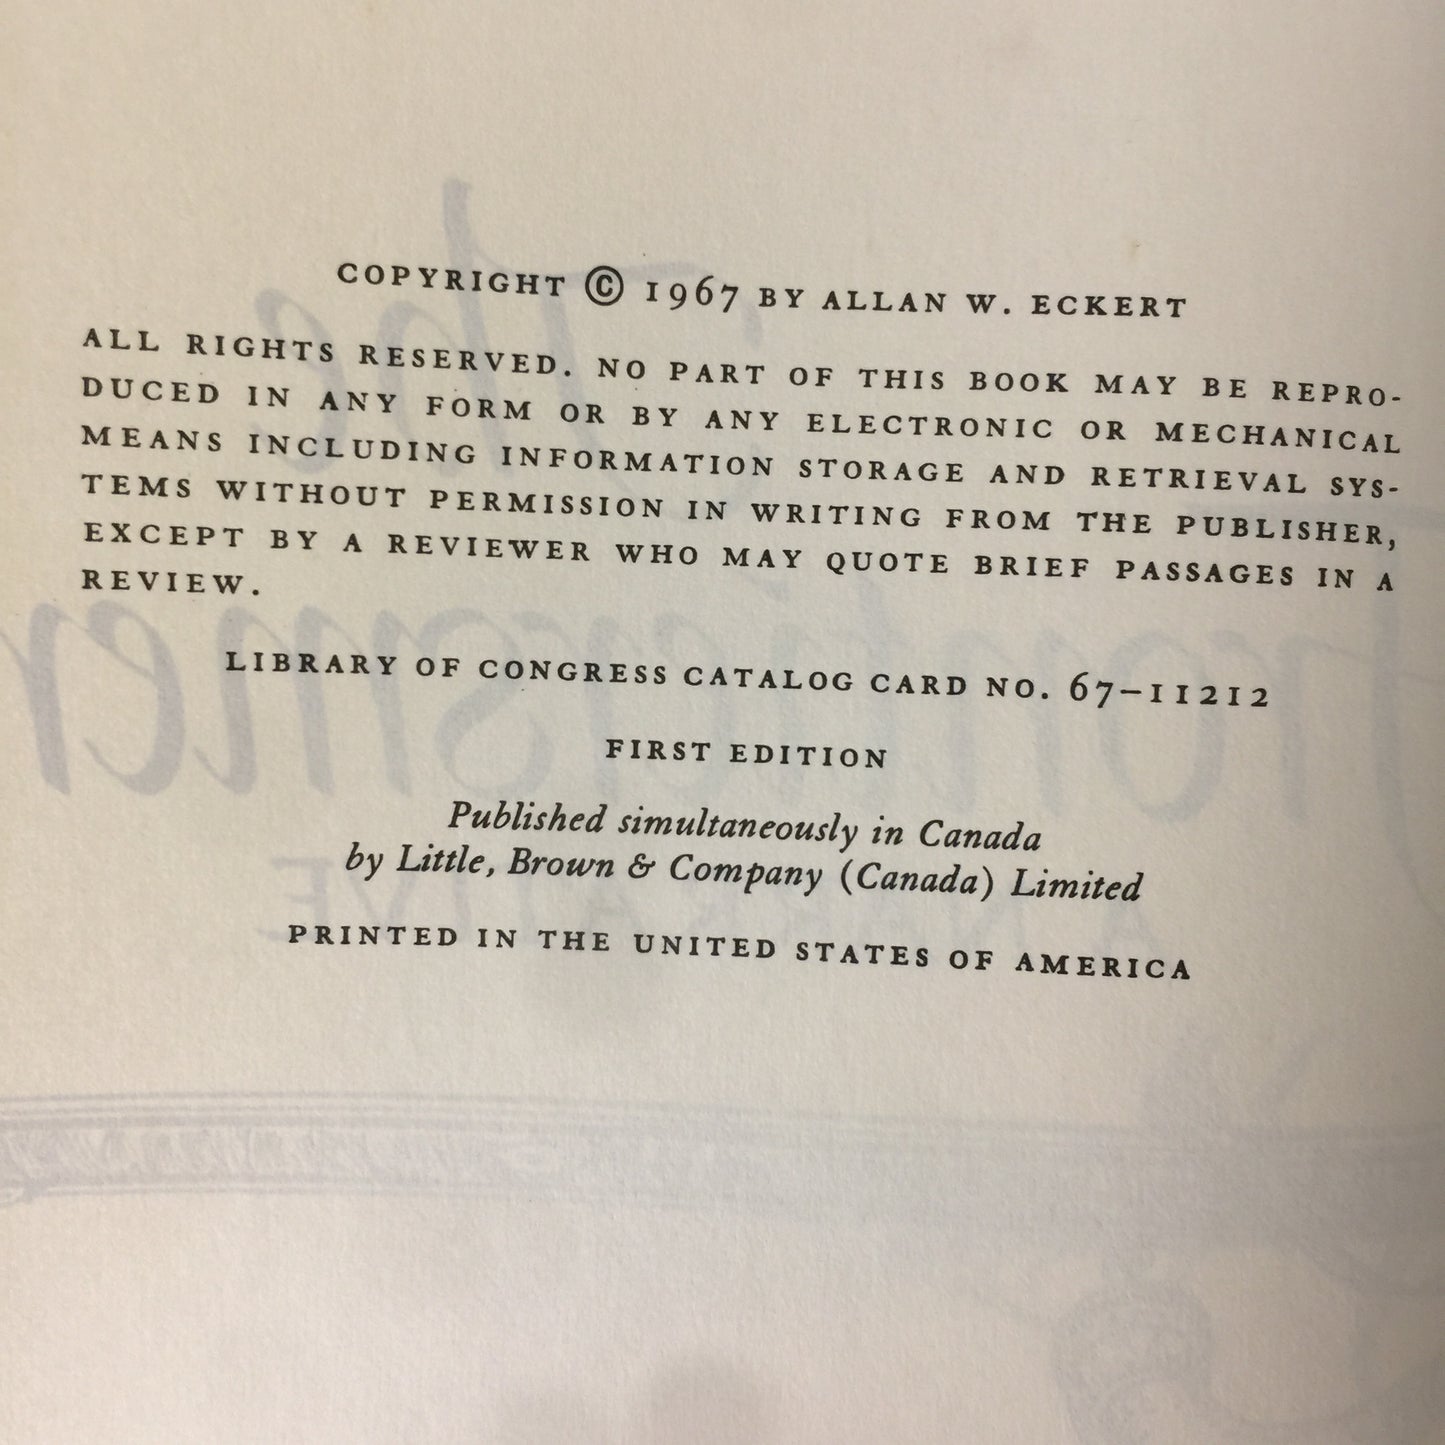 COPYRIGHT © 1967 BY ALLAN W. ECKERT
ALL RIGHTS RESERVED. NO PART OF THIS BOOK MAY BE REPRO-
DUCED IN ANY FORM OR BY ANY ELECTRONIC OR MECHANICAL
MEANS INCLUDING INFORMATION STORAGE AND RETRIEVAL SYS-
TEMS WITHOUT PERMISSION IN WRITING FROM THE PUBLISHER,
EXCEPT BY A REVIEWER WHO MAY QUOTE BRIEF PASSAGES IN A
REVIEW.
LIBRARY OF CONGRESS CATALOG CARD NO. 67–11212
FIRST EDITION
Published simultaneously in Canada
by Little, Brown & Company (Canada) Limited
PRINTED IN THE UNITED STATES OF AMERICA